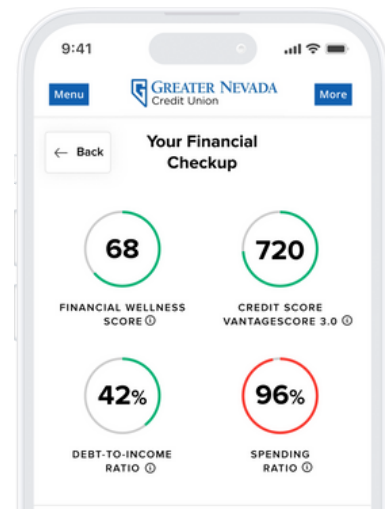 9:41
Menu
GREATER NEVADA
Credit Union
More
← Back
Your Financial
Checkup
68
720
FINANCIAL WELLNESS
SCORE ⓘ
CREDIT SCORE
VANTAGESCORE 3.0 ⓘ
42%
96%
DEBT-TO-INCOME
RATIO ⓘ
SPENDING
RATIO ⓘ